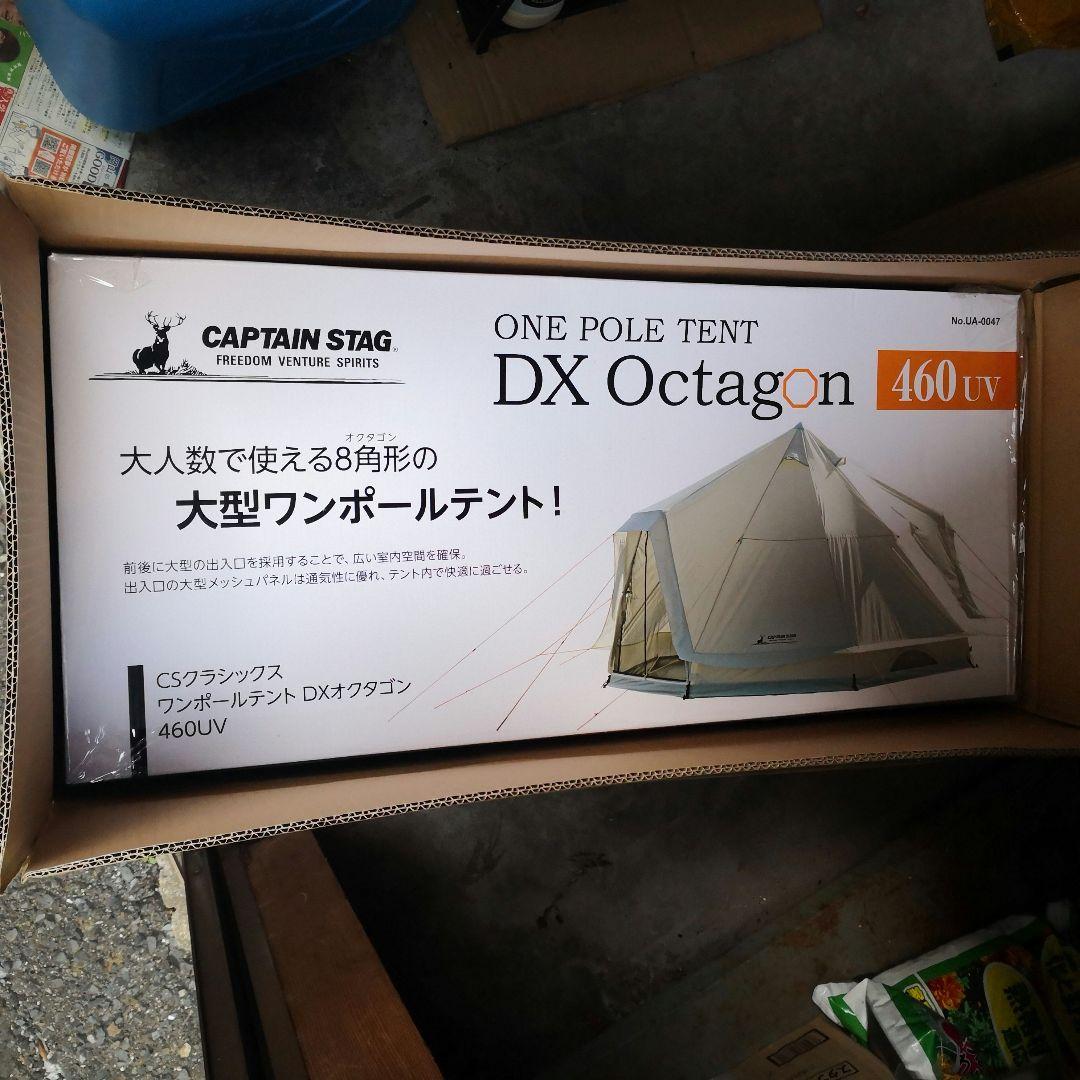 CAPTAIN STAG
FREEDOM VENTURE SPIRITS
ONE POLE TENT
DX Octagon
No.UA-0047
460 UV
オクタゴン
大人数で使える8角形の
大型ワンポールテント!
前後に大型の出入口を採用することで、広い室内空間を確保。
出入口の大型メッシュパネルは通気性に優れ、テント内で快適に過ごせる。
CAPTAIN STAG
CSクラシックス
ワンポールテント DXオクタゴン
460UV
GOOD